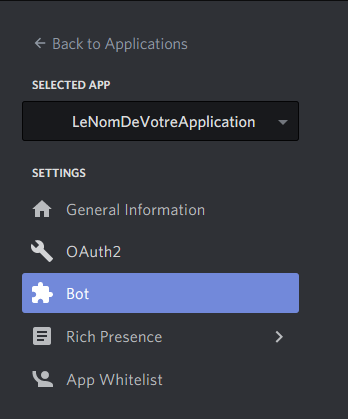 Back to Applications
SELECTED APP
LeNomDeVotreApplication
SETTINGS
General Information
OAuth2
Bot
Rich Presence
App Whitelist